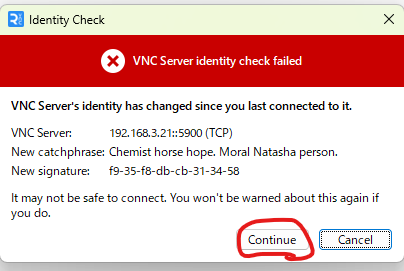 Identity Check
VNC Server identity check failed
VNC Server's identity has changed since you last connected to it.
VNC Server: 192.168.3.21::5900 (TCP)
New catchphrase: Chemist horse hope. Moral Natasha person.
New signature: f9-35-f8-db-cb-31-34-58
It may not be safe to connect. You won't be warned about this again if
you do.
Continue Cancel